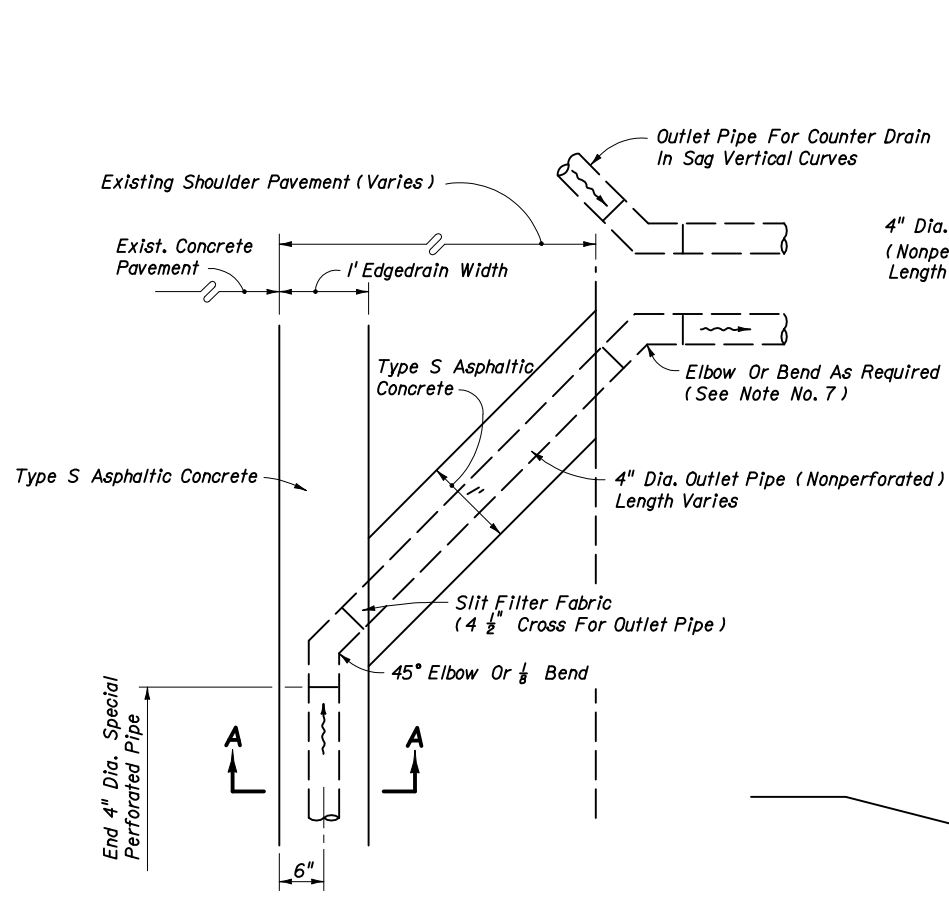 Outlet Pipe For Counter Drain
In Sag Vertical Curves
Existing Shoulder Pavement (Varies)
4" Dia.
(Nonpe
Length
Exist. Concrete
Pavement
1' Edgedrain Width
Type S Asphaltic
Concrete
Elbow Or Bend As Required
(See Note No. 7)
Type S Asphaltic Concrete
1'
4" Dia. Outlet Pipe (Nonperforated)
Length Varies
Slit Filter Fabric
(4 1/2" Cross For Outlet Pipe)
45° Elbow Or 1/8 Bend
End 4" Dia. Special
Perforated Pipe
A
A
6"